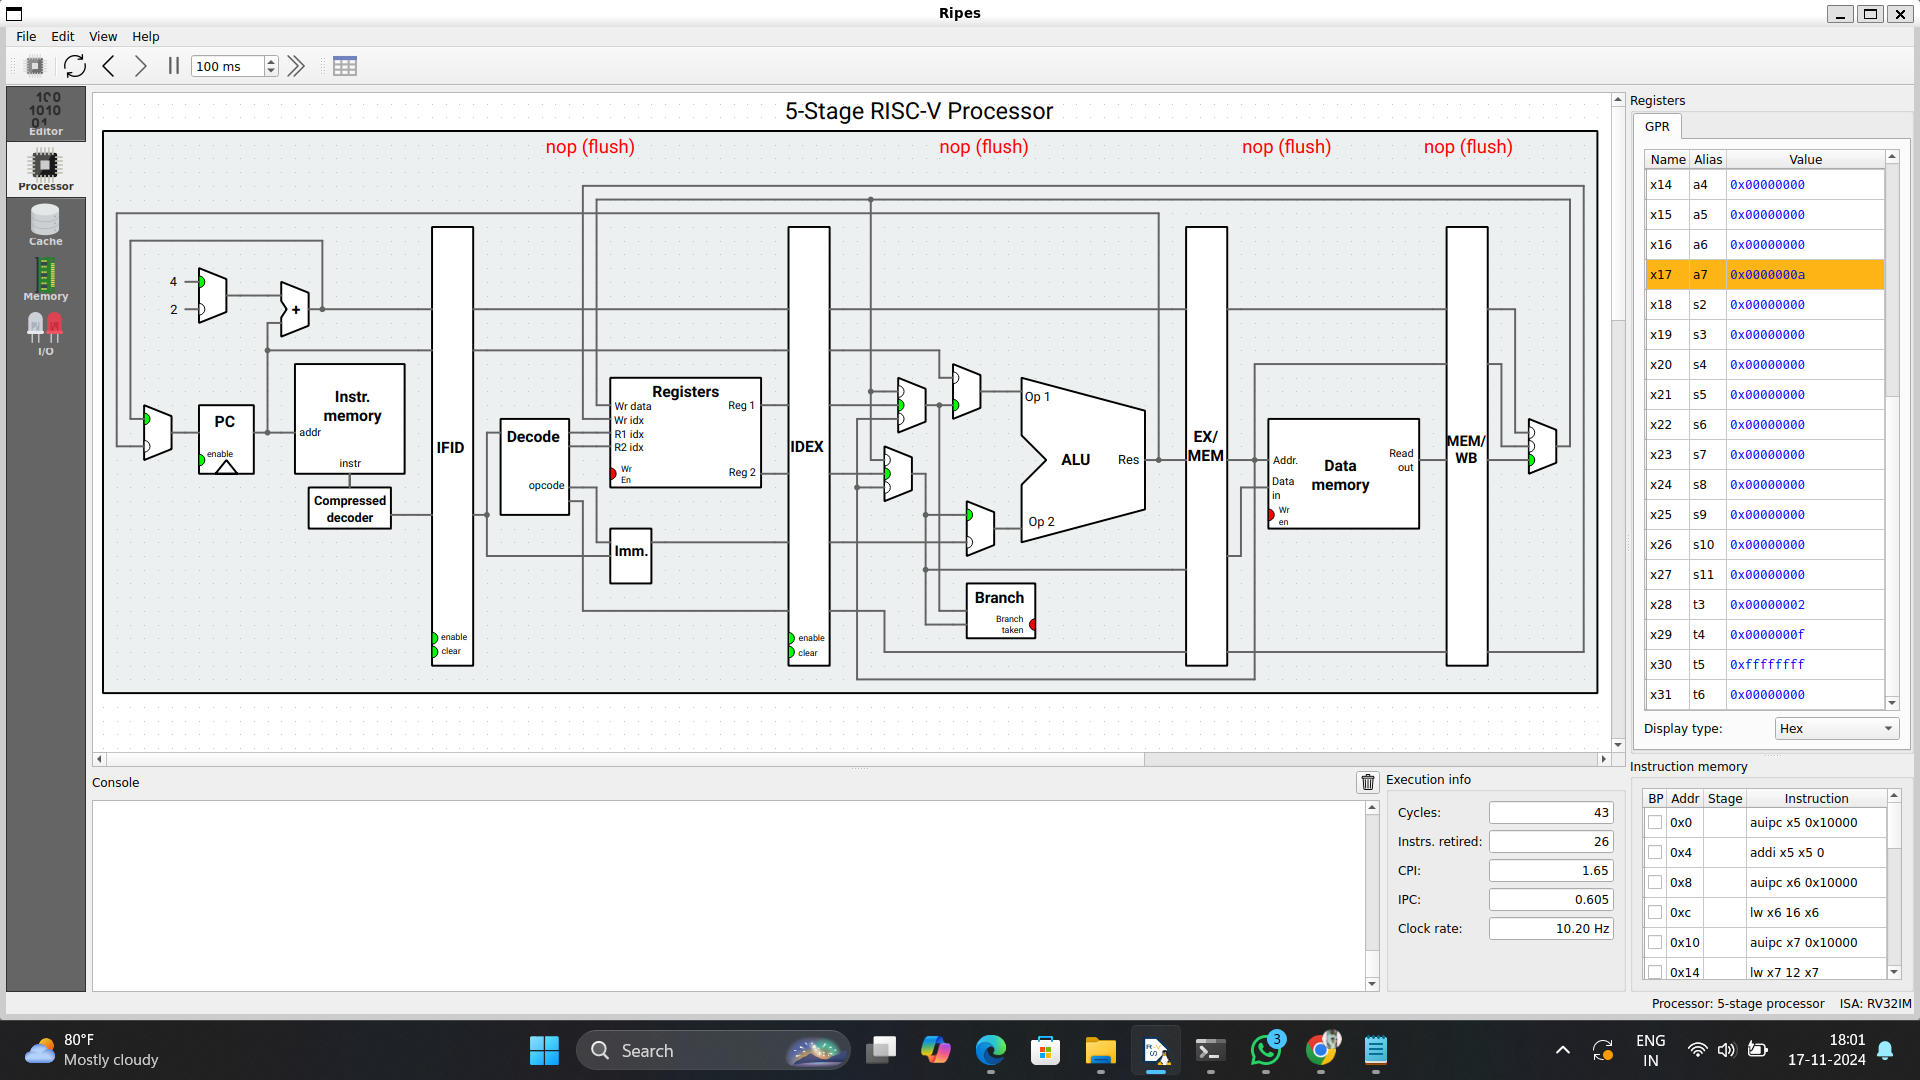 Ripes
File Edit View Help
100 ms
100
1010
01
Editor
Processor
Cache
Memory
I/O
5-Stage RISC-V Processor
nop (flush) nop (flush) nop (flush) nop (flush)
4
2
+
PC
enable
Instr.
memory
addr
instr
Compressed
decoder
IFID
enable
clear
Decode
opcode
Registers
Wr data
Wr idx
R1 idx
R2 idx
Wr
En
Reg 1
Reg 2
Imm.
IDEX
enable
clear
Op 1
ALU
Res
Op 2
Branch
Branch
taken
EX/
MEM
Addr.
Data
in
Wr
en
Data
memory
Read
out
MEM/
WB
Registers
GPR
Name Alias Value
x14 a4 0x00000000
x15 a5 0x00000000
x16 a6 0x00000000
x17 a7 0x0000000a
x18 s2 0x00000000
x19 s3 0x00000000
x20 s4 0x00000000
x21 s5 0x00000000
x22 s6 0x00000000
x23 s7 0x00000000
x24 s8 0x00000000
x25 s9 0x00000000
x26 s10 0x00000000
x27 s11 0x00000000
x28 t3 0x00000002
x29 t4 0x0000000f
x30 t5 0xffffffff
x31 t6 0x00000000
Display type: Hex
Console
Execution info
Cycles: 43
Instrs. retired: 26
CPI: 1.65
IPC: 0.605
Clock rate: 10.20 Hz
Instruction memory
BP Addr Stage Instruction
0x0 auipc x5 0x10000
0x4 addi x5 x5 0
0x8 auipc x6 0x10000
0xc lw x6 16 x6
0x10 auipc x7 0x10000
0x14 lw x7 12 x7
Processor: 5-stage processor ISA: RV32IM
80°F
Mostly cloudy
Search
3
ENG
IN
18:01
17-11-2024